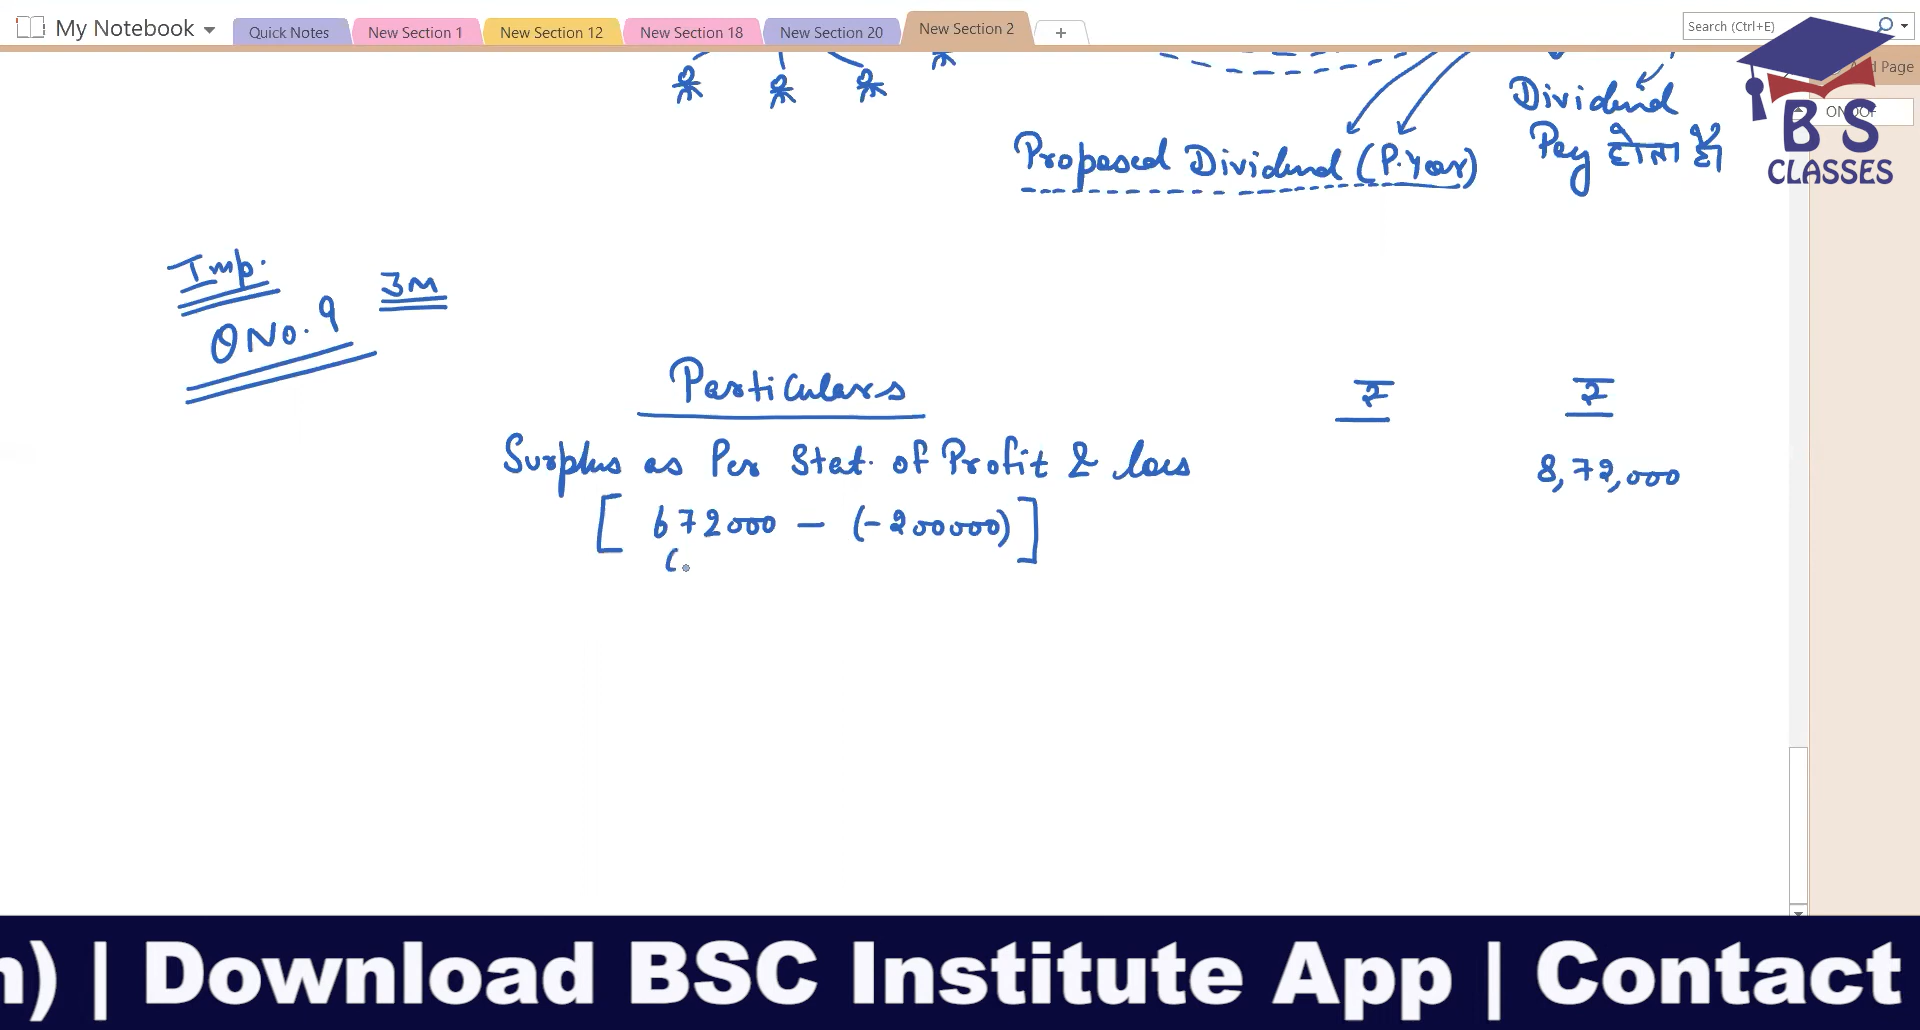 My Notebook
Quick Notes
New Section 1
New Section 12
New Section 18
New Section 20
New Section 2
+
Search (Ctrl+E)
d Page
B S
CLASSES
Dividend
Pay होना है
Proposed Dividend (P.Year)
Imp.
Q No. 9
3M
Particulars ₹ ₹
Surplus as Per Stat. of Profit & loss 8,72,000
[ 672000 - (-200000) ]
(
n) | Download BSC Institute App | Contact